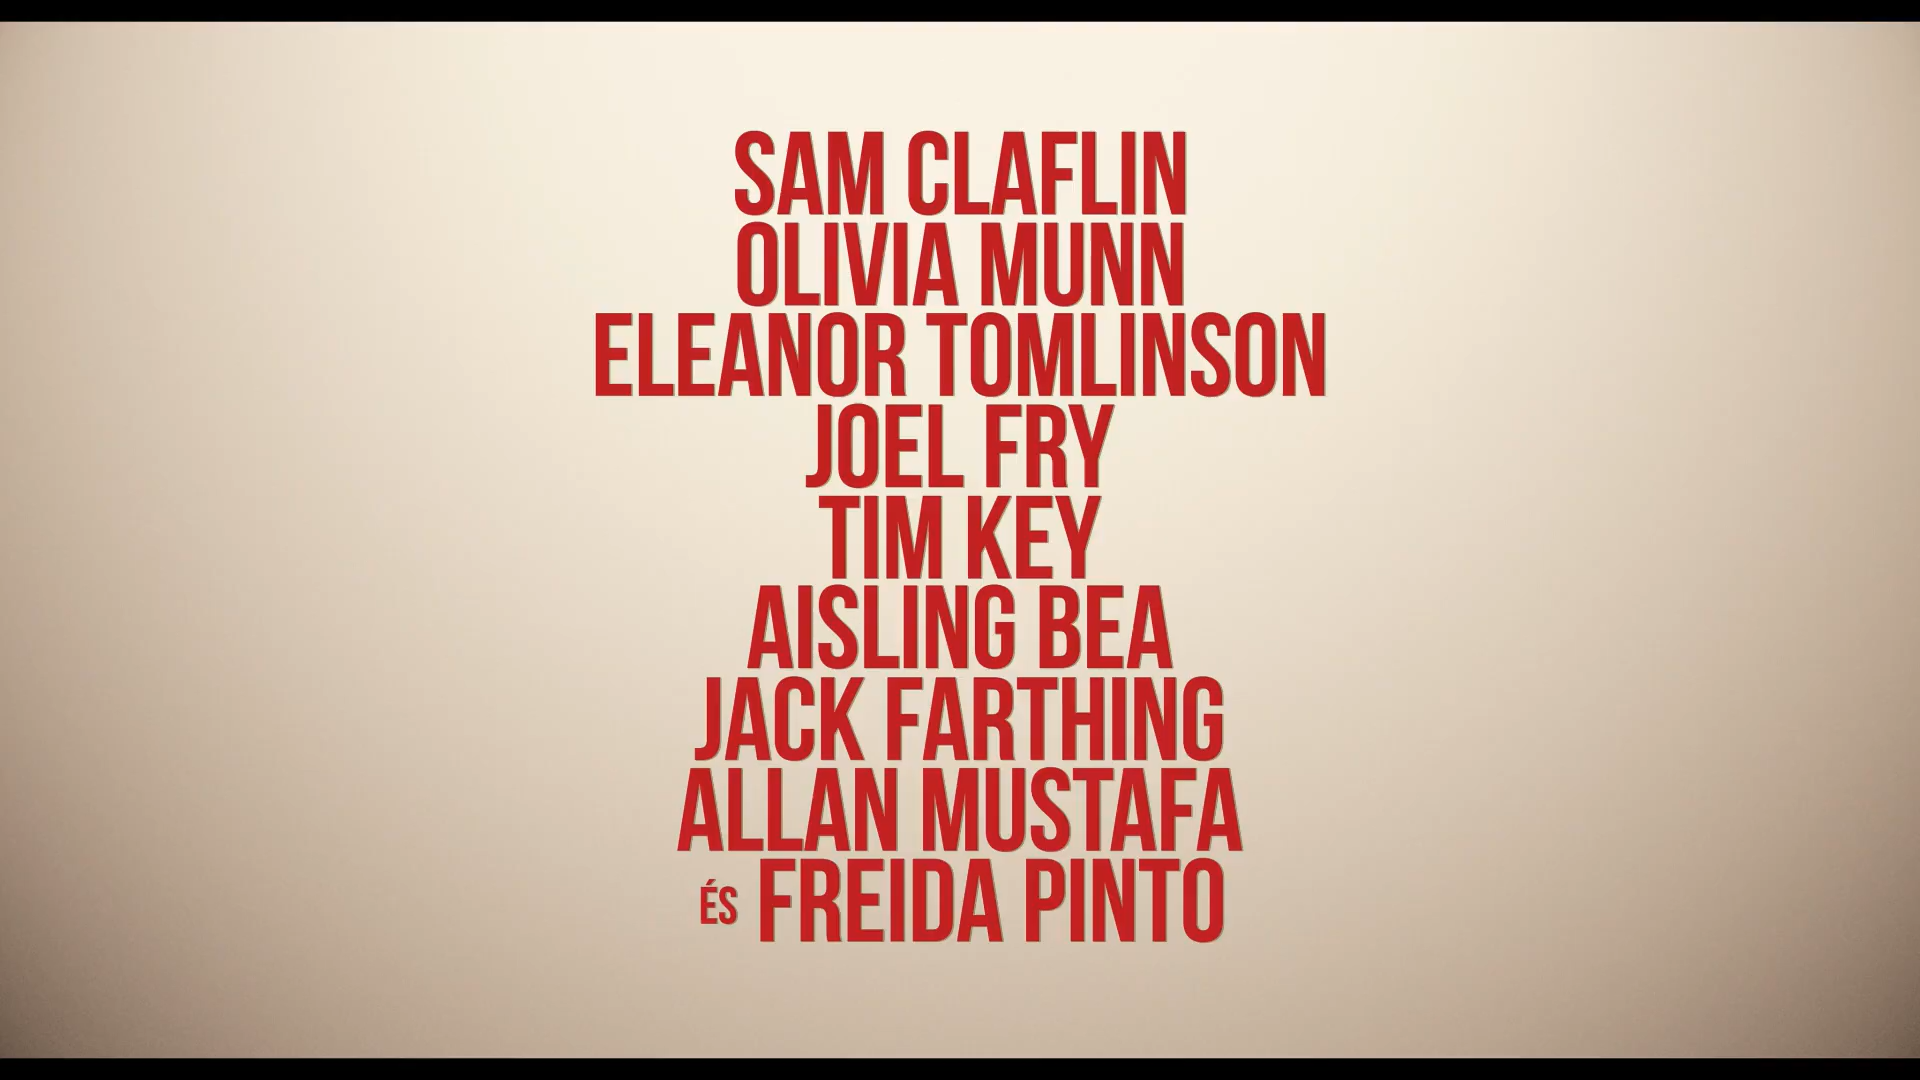 SAM CLAFLIN
OLIVIA MUNN
ELEANOR TOMLINSON
JOEL FRY
TIM KEY
AISLING BEA
JACK FARTHING
ALLAN MUSTAFA
ÉS FREIDA PINTO